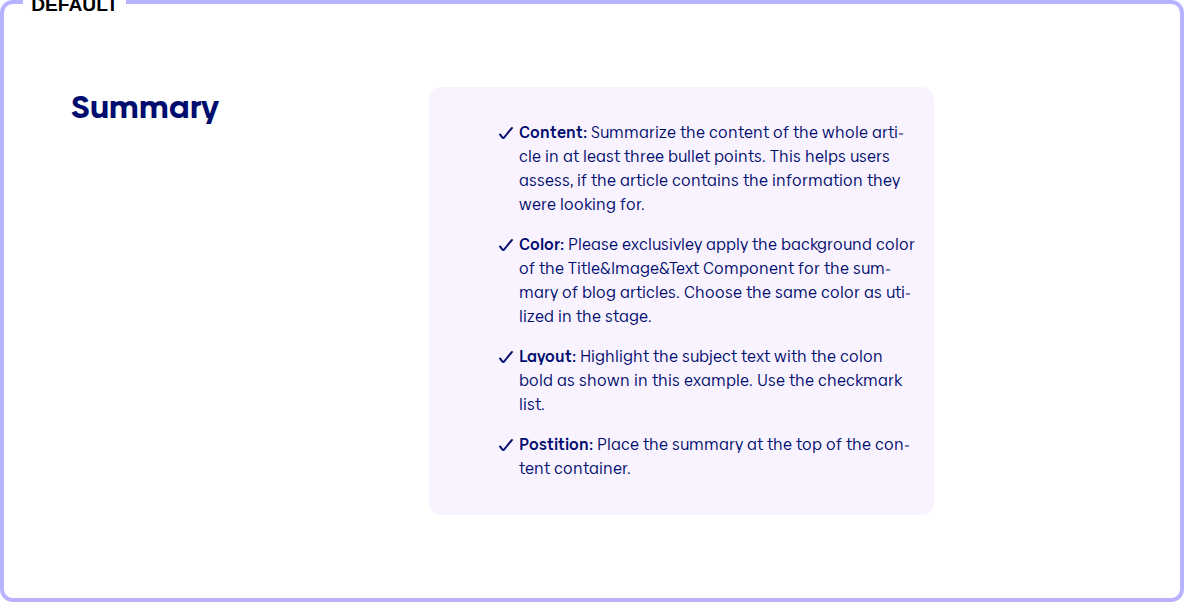 DEFAULT
Summary
Content: Summarize the content of the whole arti-
cle in at least three bullet points. This helps users
assess, if the article contains the information they
were looking for.
Color: Please exclusivley apply the background color
of the Title&Image&Text Component for the sum-
mary of blog articles. Choose the same color as uti-
lized in the stage.
Layout: Highlight the subject text with the colon
bold as shown in this example. Use the checkmark
list.
Postition: Place the summary at the top of the con-
tent container.